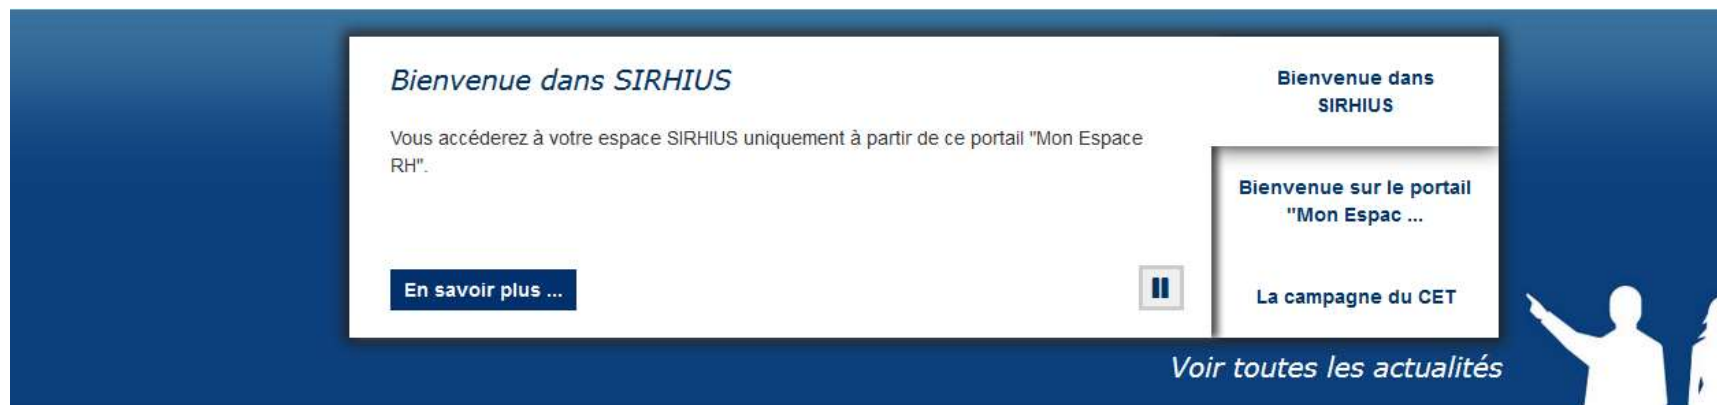 Bienvenue dans SIRHIUS
Vous accéderez à votre espace SIRHIUS uniquement à partir de ce portail "Mon Espace
RH".
En savoir plus ...
Bienvenue dans
SIRHIUS
Bienvenue sur le portail
"Mon Espac ...
La campagne du CET
Voir toutes les actualités